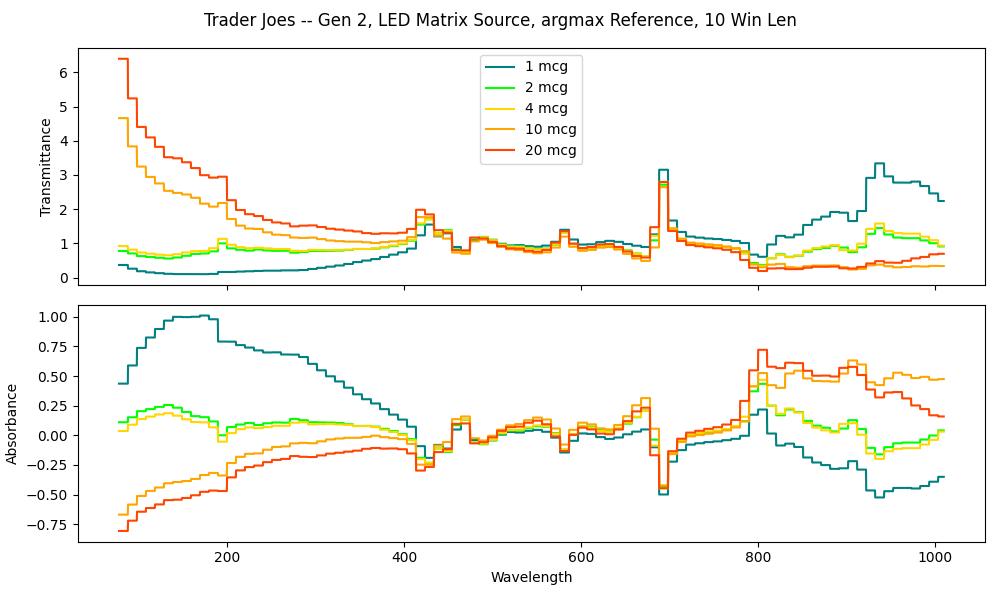 Trader Joes -- Gen 2, LED Matrix Source, argmax Reference, 10 Win Len
Transmittance
6
5
4
3
2
1
0
1 mcg
2 mcg
4 mcg
10 mcg
20 mcg
Absorbance
1.00
0.75
0.50
0.25
0.00
−0.25
−0.50
−0.75
200
400
600
800
1000
Wavelength